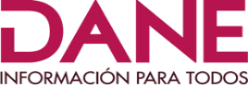 DANE
INFORMACIÓN PARA TODOS